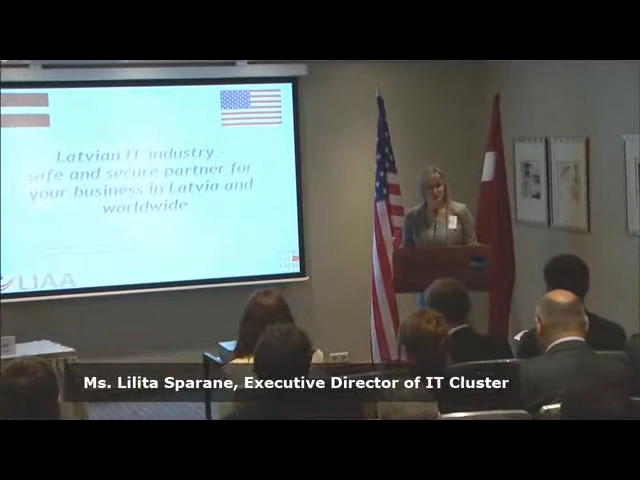 Latvian IT industry -
safe and secure partner for
your business in Latvia and
worldwide
LIAA
Ms. Lilita Sparane, Executive Director of IT Cluster